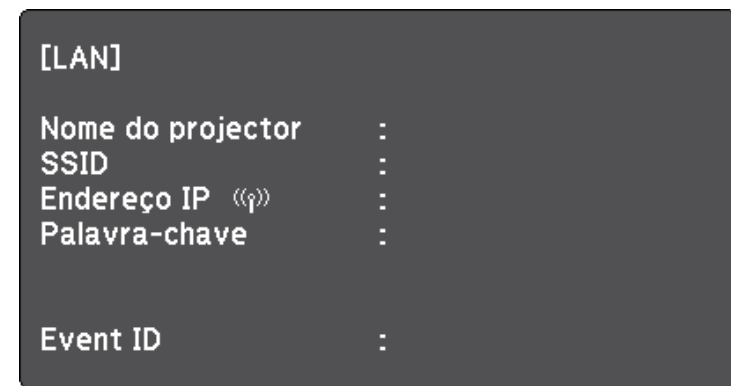 [LAN]
Nome do projector :
SSID :
Endereço IP :
Palavra-chave :
Event ID :